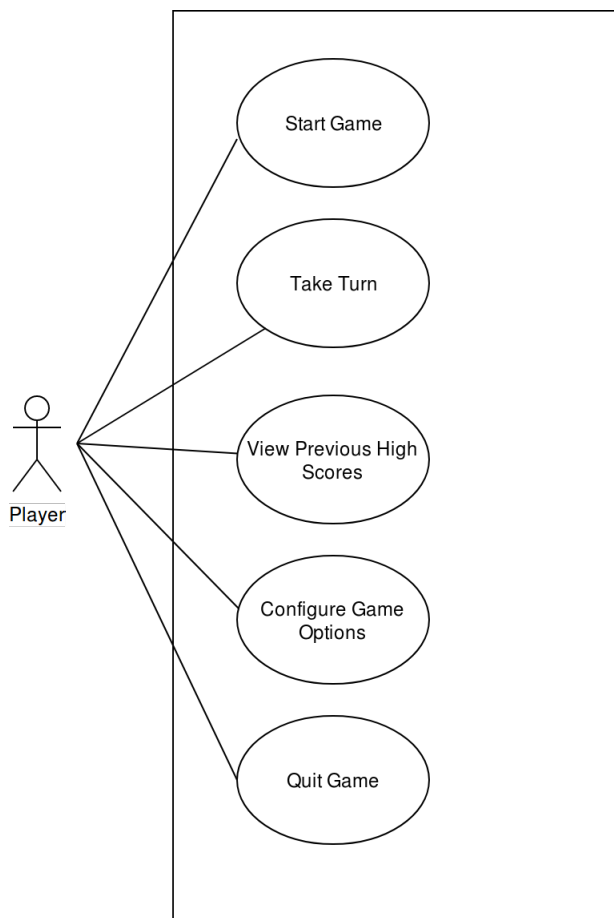 Start Game
Take Turn
View Previous High
Scores
Player
Configure Game
Options
Quit Game